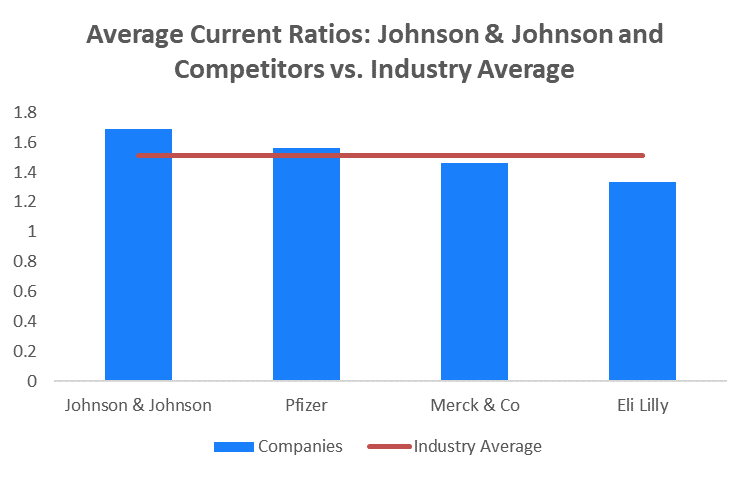 Average Current Ratios: Johnson & Johnson and
Competitors vs. Industry Average
1.8
1.6
1.4
1.2
1
0.8
0.6
0.4
0.2
0
Johnson & Johnson
Pfizer
Merck & Co
Eli Lilly
Companies
Industry Average